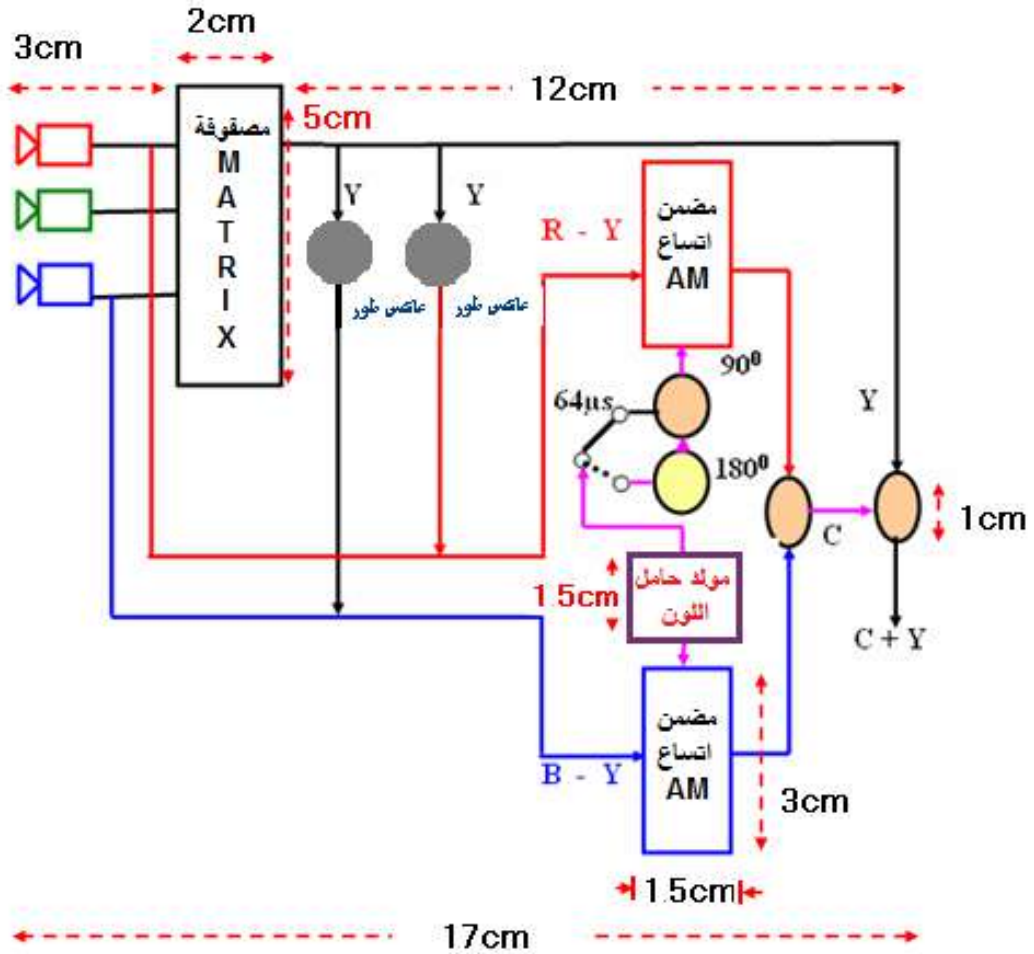 2cm
3cm
12cm
5cm
مصقوفة
M
A
T
R
I
X
Y
Y
عاكس طور
عاكس طور
R - Y
مضمن
اتساع
AM
90⁰
64µs
180⁰
Y
C
1cm
1.5cm
مولد حامل
اللون
C + Y
B - Y
مضمن
اتساع
AM
3cm
1.5cm
17cm